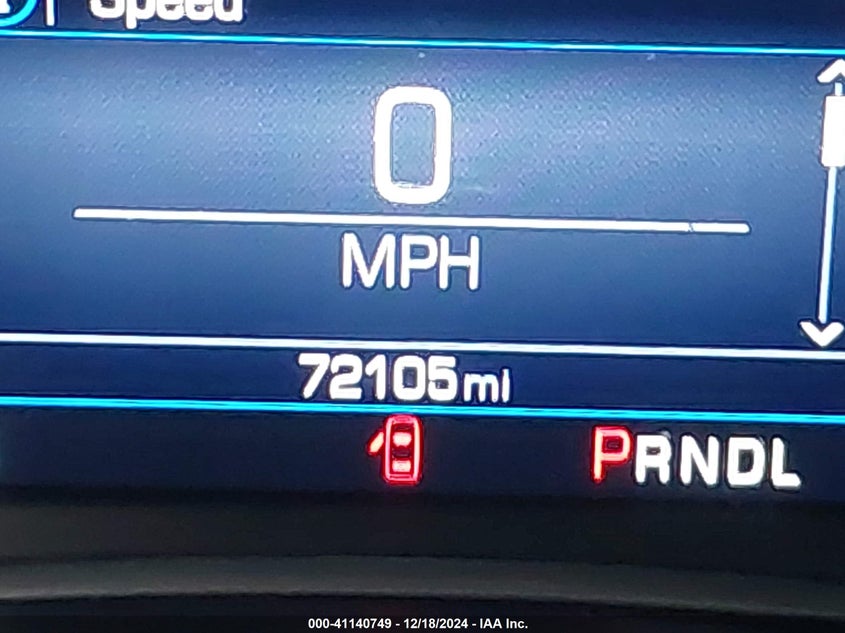 Speed
0
MPH
72105mi
PRNDL
000-41140749 - 12/18/2024 - IAA Inc.